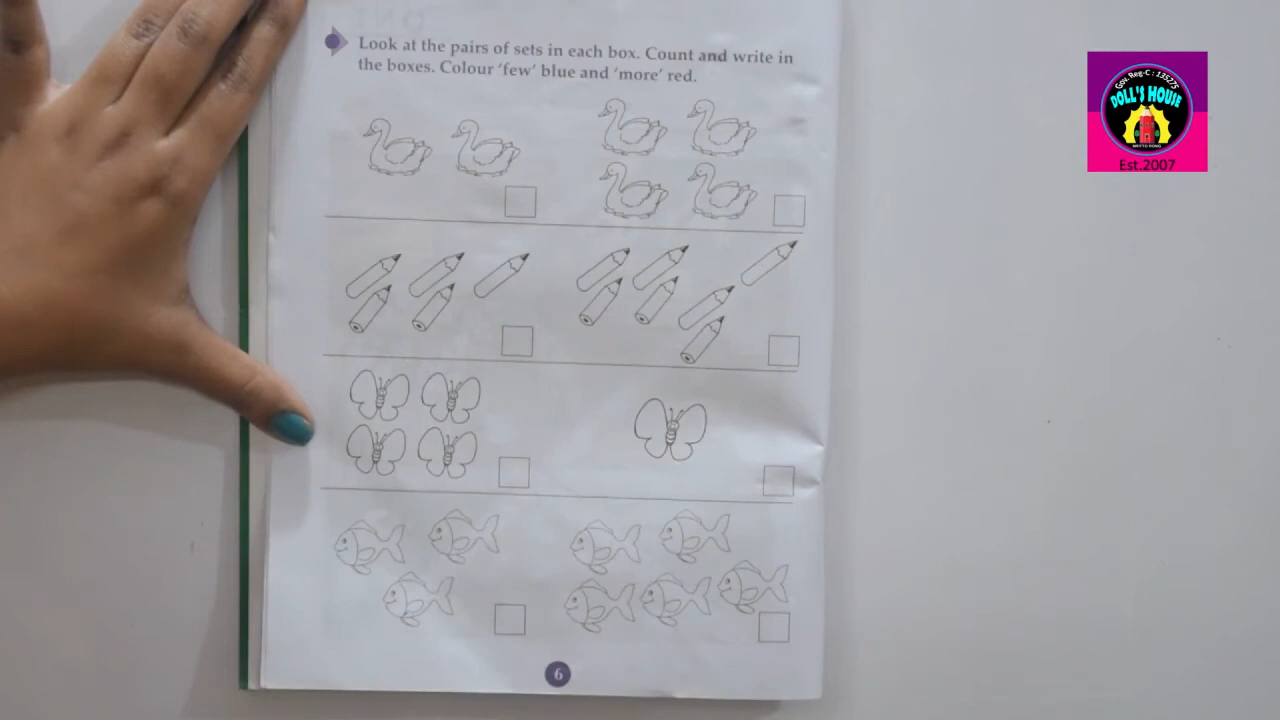 Look at the pairs of sets in each box. Count and write in
the boxes. Colour ‘few’ blue and ‘more’ red.
6
Gov. Reg-C : 135275
DOLL'S HOUSE
Est.2007